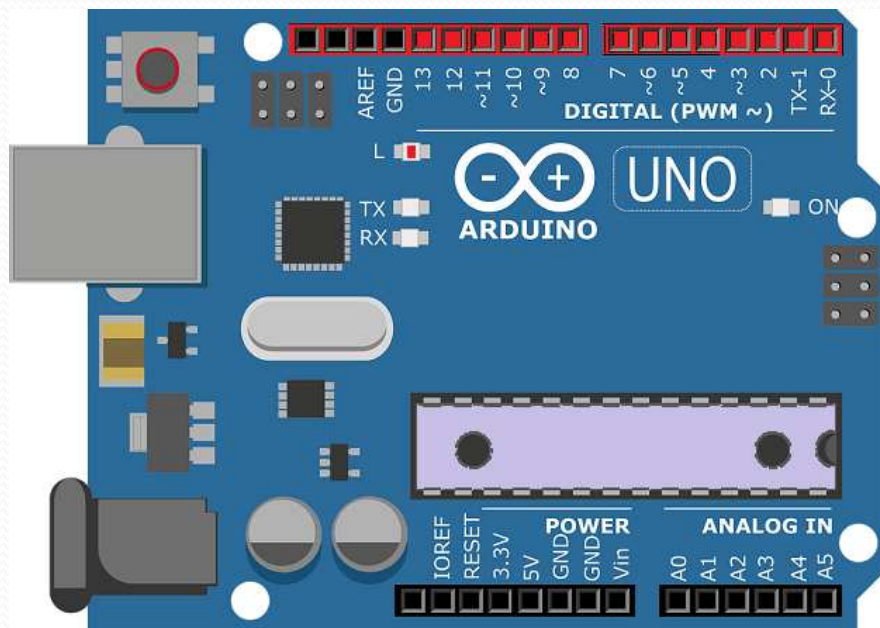 AREF
GND
13
12
~11
~10
~9
8
7
~6
~5
4
~3
2
TX-1
RX-0
DIGITAL (PWM ~)
L
TX
RX
- +
ARDUINO
UNO
ON
POWER
ANALOG IN
IOREF
RESET
3.3V
5V
GND
GND
Vin
A0
A1
A2
A3
A4
A5